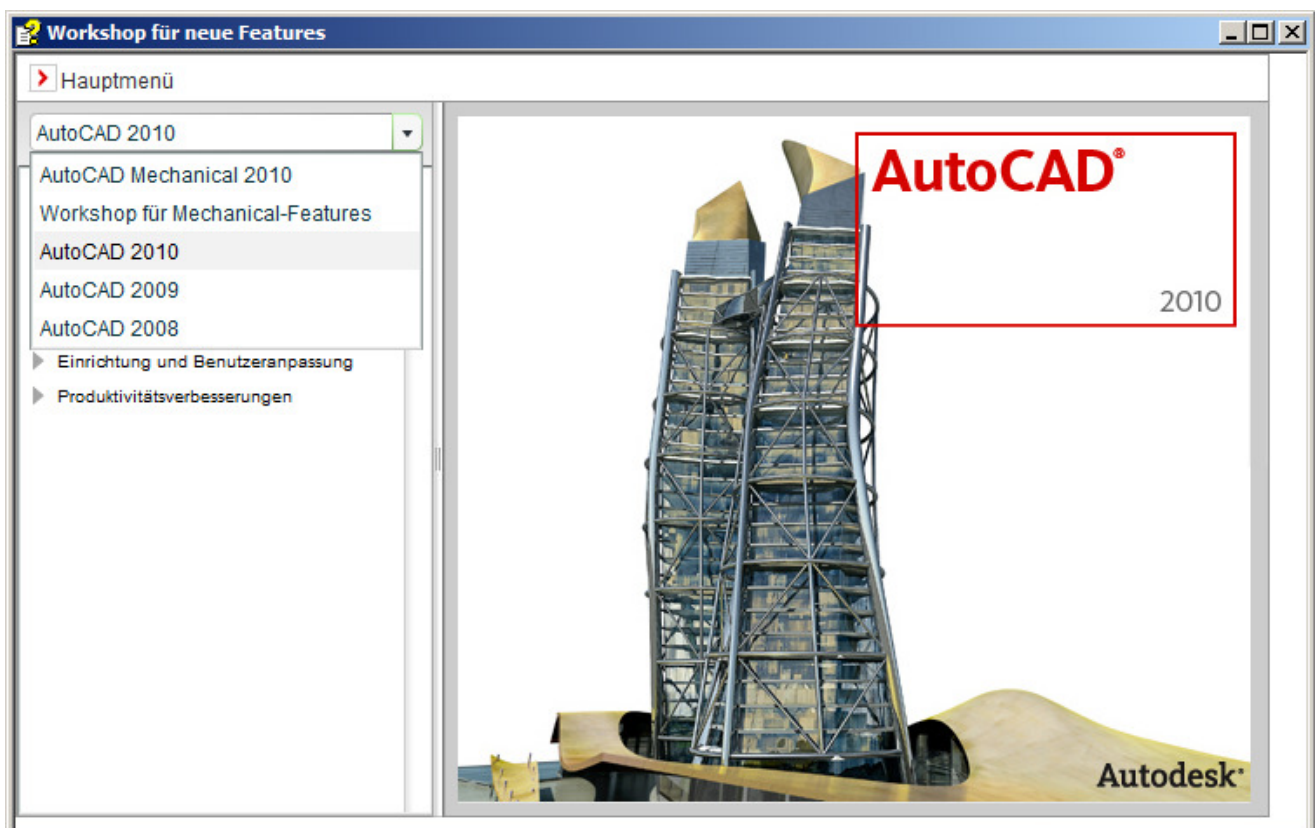 Workshop für neue Features
Hauptmenü
AutoCAD 2010
AutoCAD Mechanical 2010
Workshop für Mechanical-Features
AutoCAD 2010
AutoCAD 2009
AutoCAD 2008
Einrichtung und Benutzeranpassung
Produktivitätsverbesserungen
AutoCAD®
2010
Autodesk®